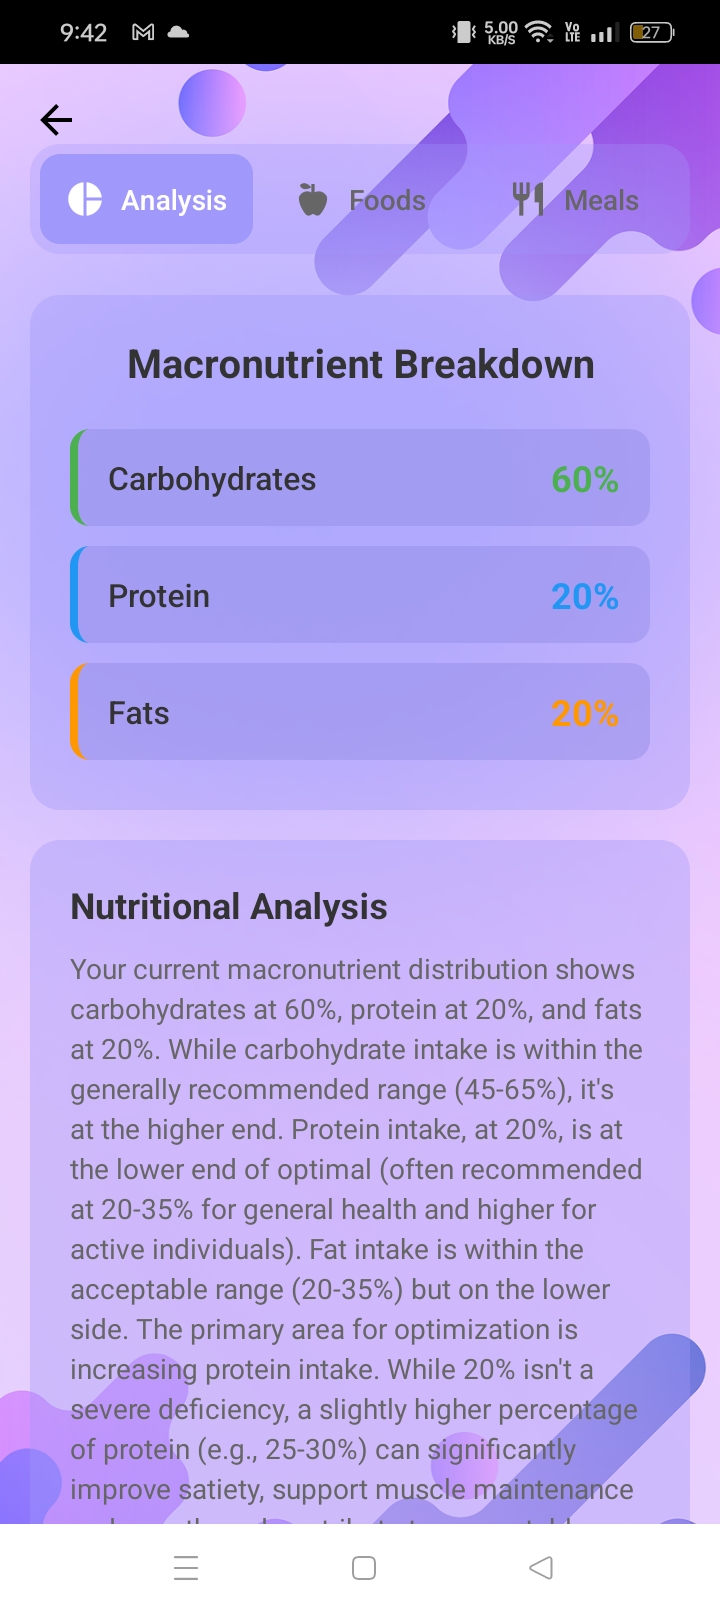 9:42
5.00 KB/S
Vo LTE
27
Analysis
Foods
Meals
Macronutrient Breakdown
Carbohydrates 60%
Protein 20%
Fats 20%
Nutritional Analysis
Your current macronutrient distribution shows
carbohydrates at 60%, protein at 20%, and fats
at 20%. While carbohydrate intake is within the
generally recommended range (45-65%), it's
at the higher end. Protein intake, at 20%, is at
the lower end of optimal (often recommended
at 20-35% for general health and higher for
active individuals). Fat intake is within the
acceptable range (20-35%) but on the lower
side. The primary area for optimization is
increasing protein intake. While 20% isn't a
severe deficiency, a slightly higher percentage
of protein (e.g., 25-30%) can significantly
improve satiety, support muscle maintenance